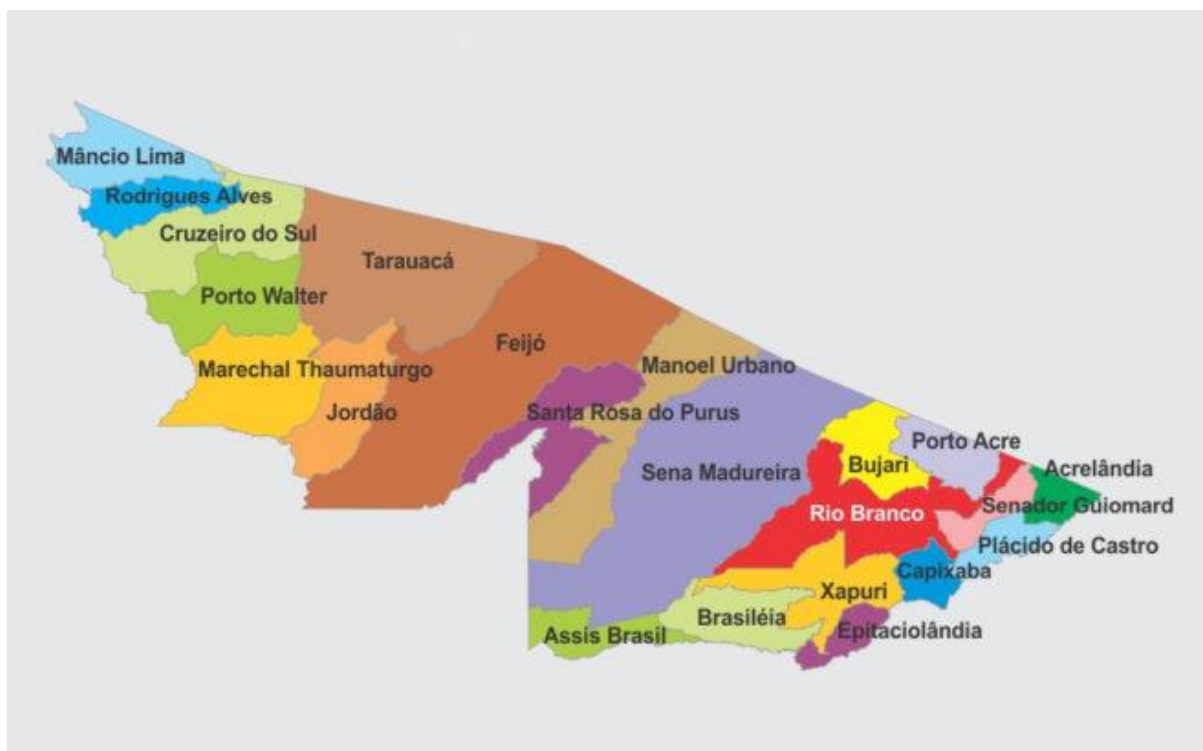 Mâncio Lima
Rodrigues Alves
Cruzeiro do Sul
Tarauacá
Porto Walter
Feijó
Manoel Urbano
Marechal Thaumaturgo
Jordão
Santa Rosa do Purus
Porto Acre
Bujari
Acrelândia
Sena Madureira
Senador Guiomard
Rio Branco
Plácido de Castro
Capixaba
Xapuri
Brasiléia
Epitaciolândia
Assis Brasil